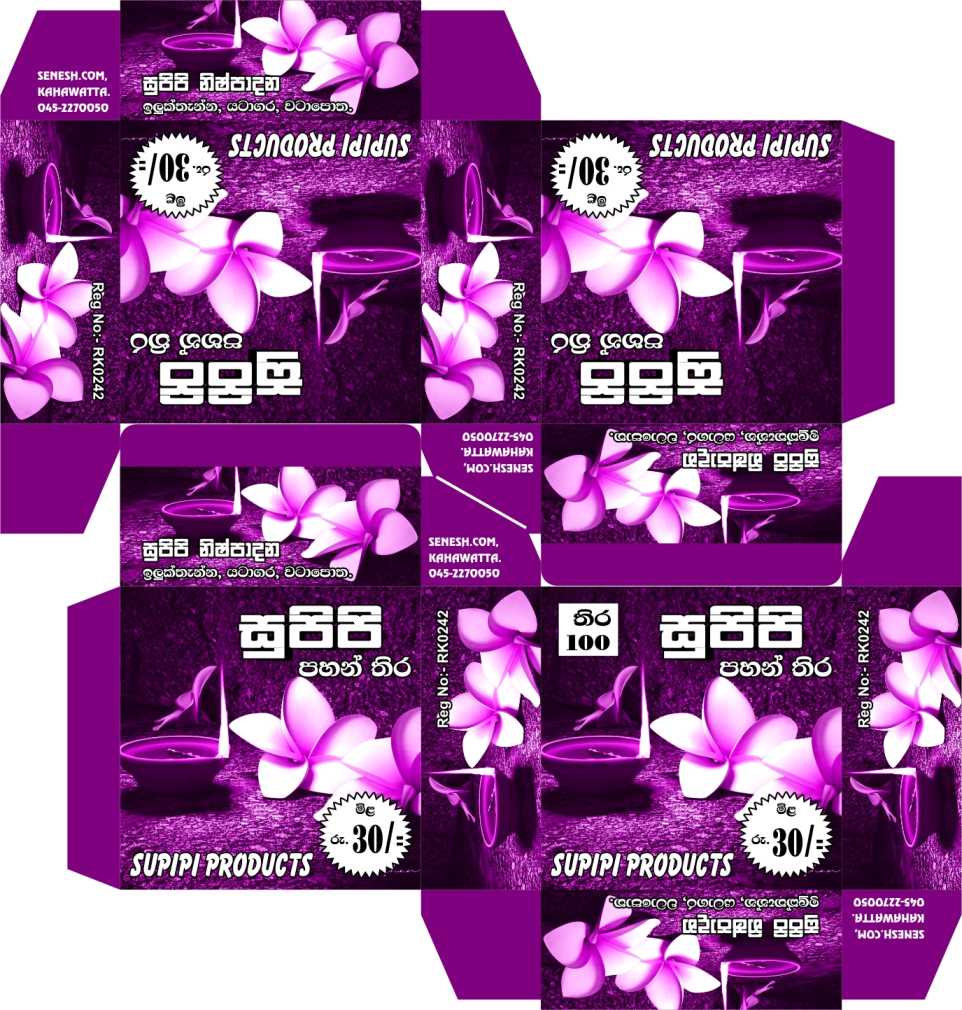 SENESH.COM,
KAHAWATTA.
045-2270050
සුපිපි නිෂ්පාදන
ඉලුක්තැන්න, යටාගර, වටාපොත.
SUPIPI PRODUCTS
මිළ
රු. 30/=
Reg No:- RK0242
පහන් තිර
සුපිපි
SUPIPI PRODUCTS
මිළ
රු. 30/=
Reg No:- RK0242
පහන් තිර
සුපිපි
SENESH.COM,
KAHAWATTA.
045-2270050
සුපිපි නිෂ්පාදන
ඉලුක්තැන්න, යටාගර, වටාපොත.
සුපිපි නිෂ්පාදන
ඉලුක්තැන්න, යටාගර, වටාපොත.
SENESH.COM,
KAHAWATTA.
045-2270050
සුපිපි
පහන් තිර
මිළ
රු. 30/=
SUPIPI PRODUCTS
Reg No:- RK0242
තිර
100
සුපිපි
පහන් තිර
මිළ
රු. 30/=
SUPIPI PRODUCTS
Reg No:- RK0242
සුපිපි නිෂ්පාදන
ඉලුක්තැන්න, යටාගර, වටාපොත.
SENESH.COM,
KAHAWATTA.
045-2270050